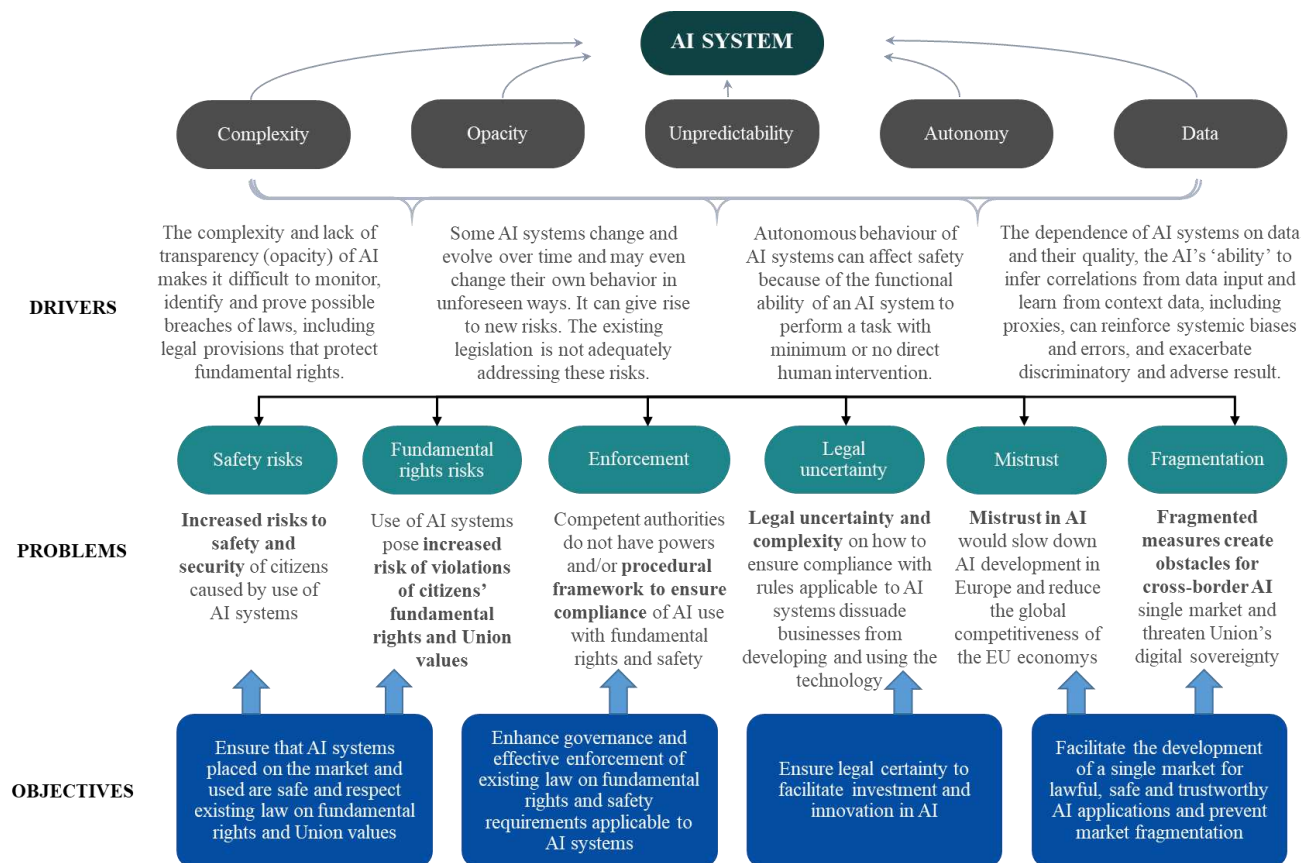 AI SYSTEM
Complexity
Opacity
Unpredictability
Autonomy
Data
DRIVERS
The complexity and lack of
transparency (opacity) of AI
makes it difficult to monitor,
identify and prove possible
breaches of laws, including
legal provisions that protect
fundamental rights.
Some AI systems change and
evolve over time and may even
change their own behavior in
unforeseen ways. It can give
rise to new risks. The existing
legislation is not adequately
addressing these risks.
Autonomous behaviour of
AI systems can affect safety
because of the functional
ability of an AI system to
perform a task with
minimum or no direct
human intervention.
The dependence of AI systems on data
and their quality, the AI’s ‘ability’ to
infer correlations from data input and
learn from context data, including
proxies, can reinforce systemic biases
and errors, and exacerbate
discriminatory and adverse result.
PROBLEMS
Safety risks
Fundamental
rights risks
Enforcement
Legal
uncertainty
Mistrust
Fragmentation
Increased risks to
safety and
security of citizens
caused by use of
AI systems
Use of AI systems
pose increased
risk of violations
of citizens’
fundamental
rights and Union
values
Competent authorities
do not have powers
and/or procedural
framework to ensure
compliance of AI use
with fundamental
rights and safety
Legal uncertainty and
complexity on how to
ensure compliance with
rules applicable to AI
systems dissuade
businesses from
developing and using the
technology
Mistrust in AI
would slow down
AI development in
Europe and reduce
the global
competitiveness of
the EU economys
Fragmented
measures create
obstacles for
cross-border AI
single market and
threaten Union’s
digital sovereignty
OBJECTIVES
Ensure that AI systems
placed on the market and
used are safe and respect
existing law on fundamental
rights and Union values
Enhance governance and
effective enforcement of
existing law on fundamental
rights and safety
requirements applicable to
AI systems
Ensure legal certainty to
facilitate investment and
innovation in AI
Facilitate the development
of a single market for
lawful, safe and trustworthy
AI applications and prevent
market fragmentation